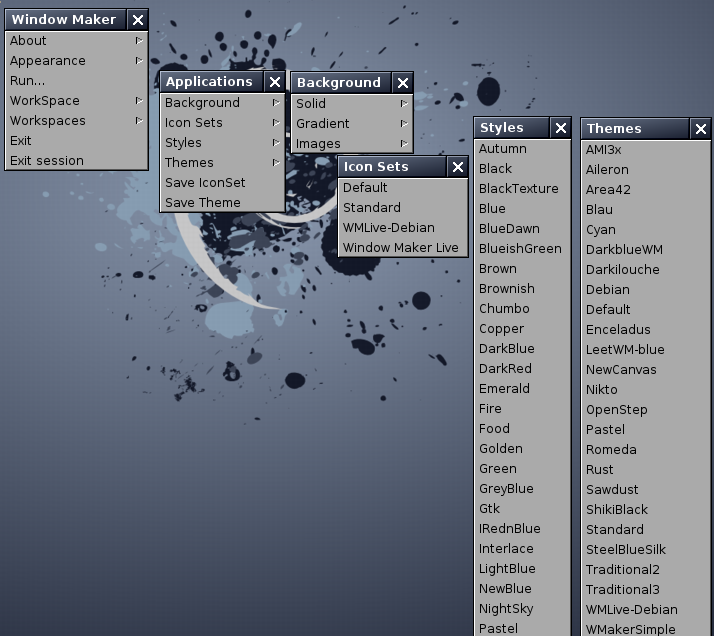 Window Maker
About
Appearance
Run...
WorkSpace
Workspaces
Exit
Exit session
Applications
Background
Icon Sets
Styles
Themes
Save IconSet
Save Theme
Background
Solid
Gradient
Images
Icon Sets
Default
Standard
WMLive-Debian
Window Maker Live
Styles
Autumn
Black
BlackTexture
Blue
BlueDawn
BlueishGreen
Brown
Brownish
Chumbo
Copper
DarkBlue
DarkRed
Emerald
Fire
Food
Golden
Green
GreyBlue
Gtk
IRednBlue
Interlace
LightBlue
NewBlue
NightSky
Pastel
Themes
AMI3x
Aileron
Area42
Blau
Cyan
DarkblueWM
Darkilouche
Debian
Default
Enceladus
LeetWM-blue
NewCanvas
Nikto
OpenStep
Pastel
Romeda
Rust
Sawdust
ShikiBlack
Standard
SteelBlueSilk
Traditional2
Traditional3
WMLive-Debian
WMakerSimple